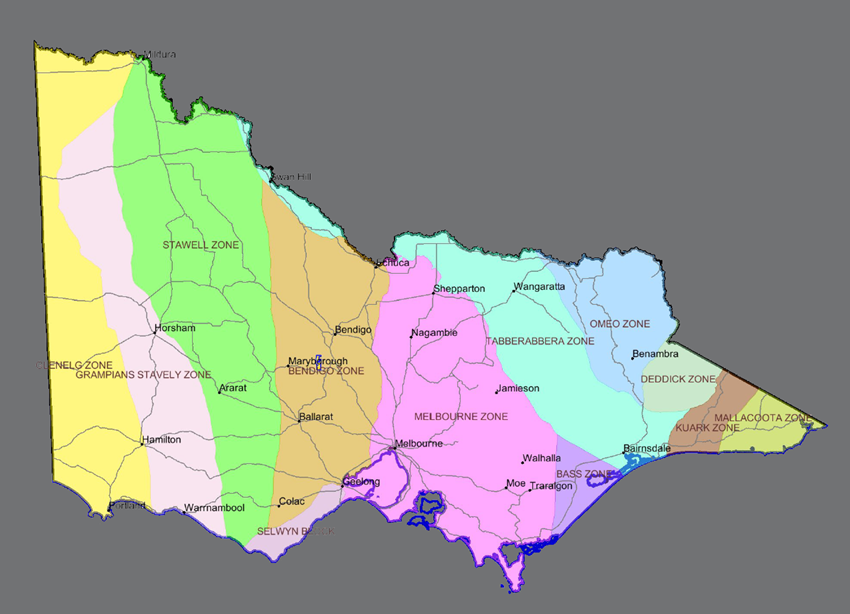 Mildura
Swan Hill
STAWELL ZONE
Echuca
Shepparton
Wangaratta
OMEO ZONE
Horsham
Bendigo
Nagambie
TABBERABBERA ZONE
Benambra
GLENELG ZONE
GRAMPIANS STAVELY ZONE
Maryborough
BENDIGO ZONE
DEDDICK ZONE
Ararat
Jamieson
Ballarat
MELBOURNE ZONE
MALLACOOTA ZONE
KUARK ZONE
Hamilton
Melbourne
Bairnsdale
Walhalla
BASS ZONE
Geelong
Moe
Traralgon
Portland
Warrnambool
Colac
SELWYN BLOCK